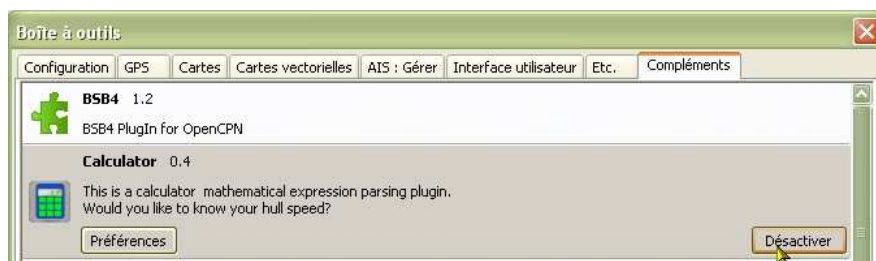 Boîte à outils
Configuration GPS Cartes Cartes vectorielles AIS : Gérer Interface utilisateur Etc. Compléments
BSB4 1.2
BSB4 PlugIn for OpenCPN
Calculator 0.4
This is a calculator mathematical expression parsing plugin.
Would you like to know your hull speed?
Préférences Désactiver